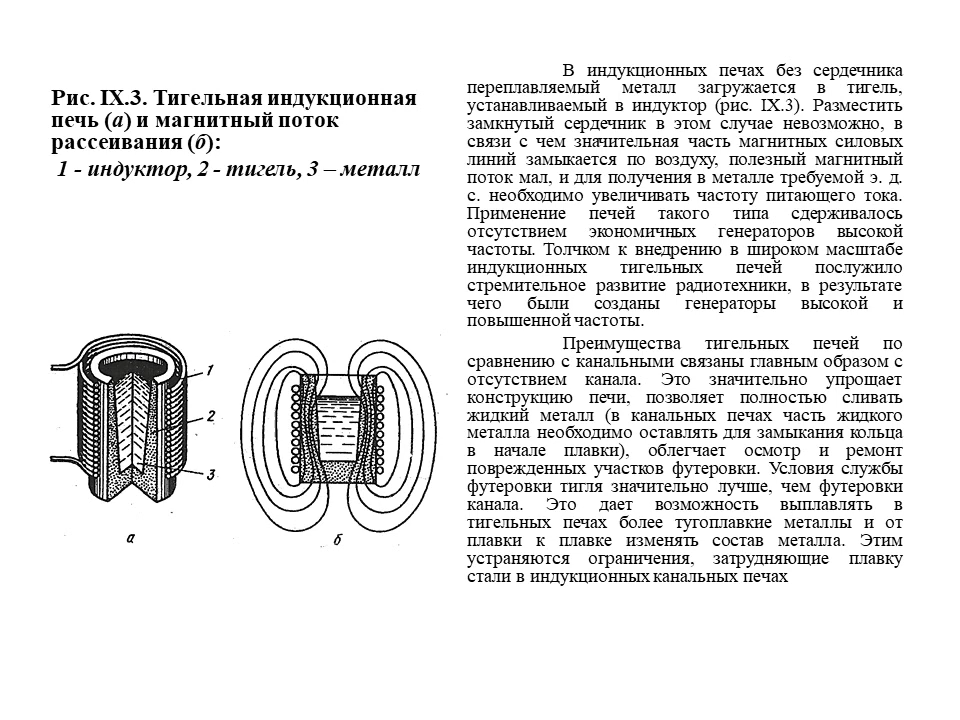 Рис. IX.3. Тигельная индукционная
печь (а) и магнитный поток
рассеивания (б):
1 - индуктор, 2 - тигель, 3 – металл
1
2
3
а
б
В индукционных печах без сердечника
переплавляемый металл загружается в тигель,
устанавливаемый в индуктор (рис. IX.3). Разместить
замкнутый сердечник в этом случае невозможно, в
связи с чем значительная часть магнитных силовых
линий замыкается по воздуху, полезный магнитный
поток мал, и для получения в металле требуемой э. д.
с. необходимо увеличивать частоту питающего тока.
Применение печей такого типа сдерживалось
отсутствием экономичных генераторов высокой
частоты. Толчком к внедрению в широком масштабе
индукционных тигельных печей послужило
стремительное развитие радиотехники, в результате
чего были созданы генераторы высокой и
повышенной частоты.
Преимущества тигельных печей по
сравнению с канальными связаны главным образом с
отсутствием канала. Это значительно упрощает
конструкцию печи, позволяет полностью сливать
жидкий металл (в канальных печах часть жидкого
металла необходимо оставлять для замыкания кольца
в начале плавки), облегчает осмотр и ремонт
поврежденных участков футеровки. Условия службы
футеровки тигля значительно лучше, чем футеровки
канала. Это дает возможность выплавлять в
тигельных печах более тугоплавкие металлы и от
плавки к плавке изменять состав металла. Этим
устраняются ограничения, затрудняющие плавку
стали в индукционных канальных печах